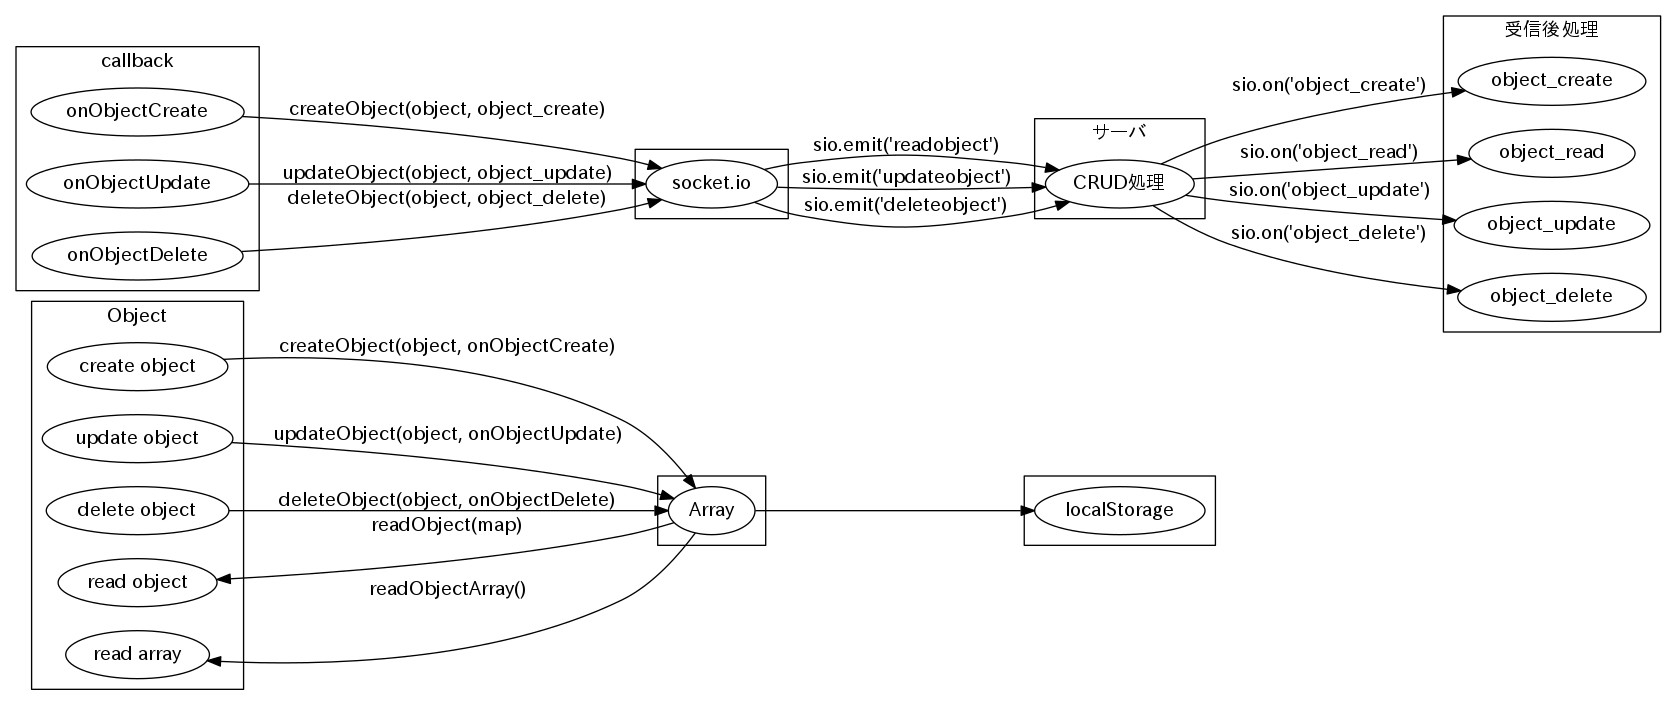 callback
onObjectCreate
onObjectUpdate
onObjectDelete
createObject(object, object_create)
updateObject(object, object_update)
deleteObject(object, object_delete)
socket.io
sio.emit('readobject')
sio.emit('updateobject')
sio.emit('deleteobject')
サーバ
CRUD処理
sio.on('object_create')
sio.on('object_read')
sio.on('object_update')
sio.on('object_delete')
受信後処理
object_create
object_read
object_update
object_delete
Object
create object
update object
delete object
read object
read array
createObject(object, onObjectCreate)
updateObject(object, onObjectUpdate)
deleteObject(object, onObjectDelete)
readObject(map)
readObjectArray()
Array
localStorage